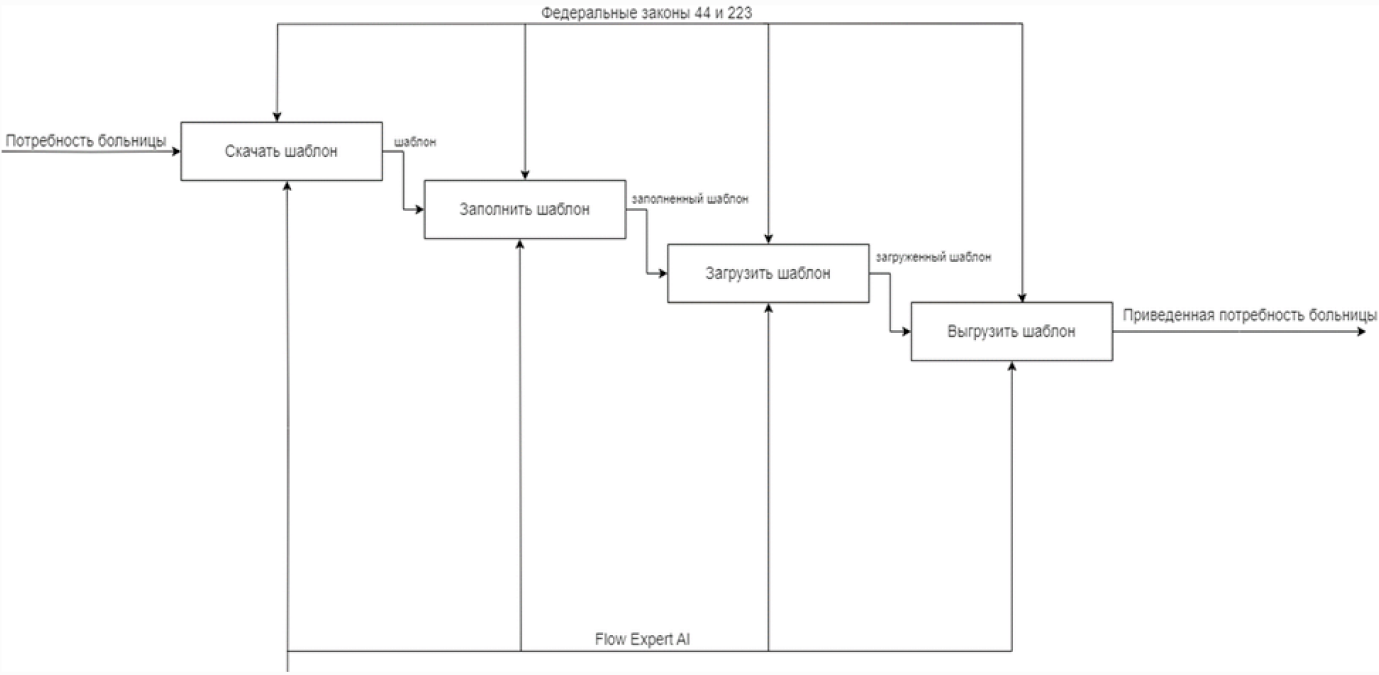 Федеральные законы 44 и 223
Потребность больницы
Скачать шаблон
шаблон
Заполнить шаблон
заполненный шаблон
Загрузить шаблон
загруженный шаблон
Выгрузить шаблон
Приведенная потребность больницы
Flow Expert AI